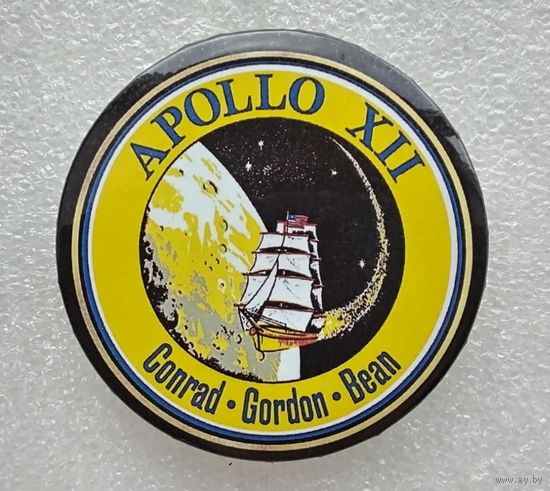 APOLLO XII
Conrad • Gordon • Bean
www.ay.by